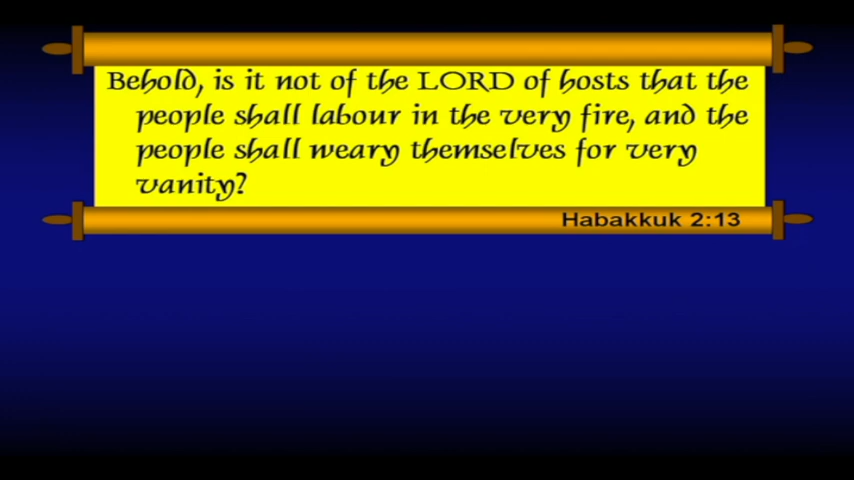 Behold, is it not of the LORD of hosts that the
people shall labour in the very fire, and the
people shall weary themselves for very
vanity?
Habakkuk 2:13